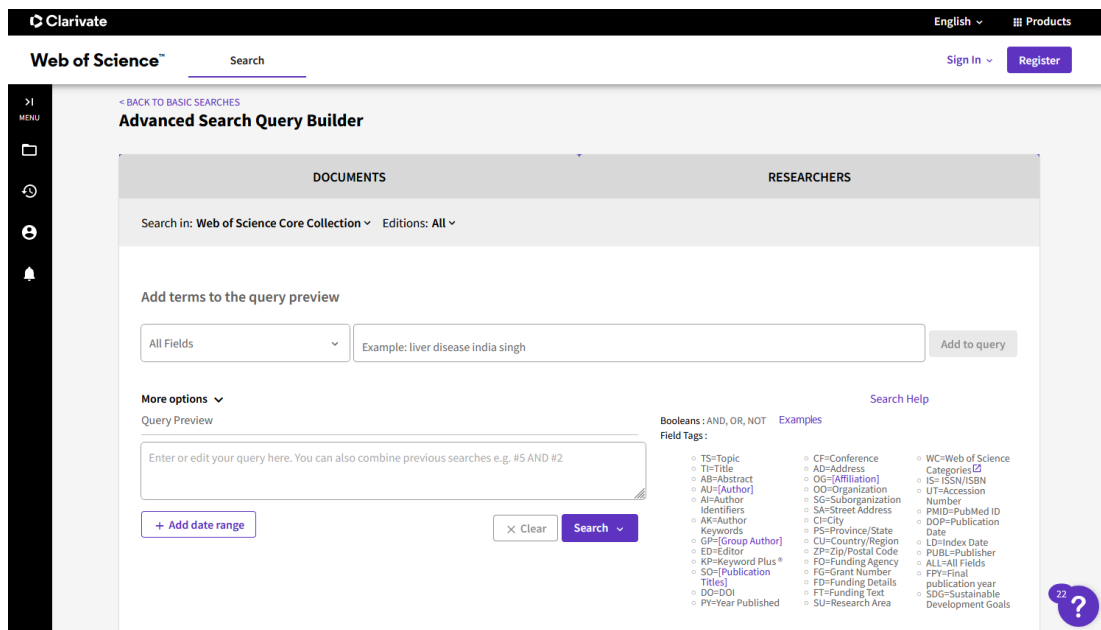 Clarivate
English
Products
Web of Science™
Search
Sign In
Register
MENU
< BACK TO BASIC SEARCHES
Advanced Search Query Builder
DOCUMENTS
RESEARCHERS
Search in: Web of Science Core Collection
Editions: All
Add terms to the query preview
All Fields
Example: liver disease india singh
Add to query
More options
Search Help
Query Preview
Booleans : AND, OR, NOT
Examples
Field Tags :
Enter or edit your query here. You can also combine previous searches e.g. #5 AND #2
+ Add date range
× Clear
Search
TS=Topic
TI=Title
AB=Abstract
AU=[Author]
AI=Author
Identifiers
AK=Author
Keywords
GP=[Group Author]
ED=Editor
KP=Keyword Plus ®
SO=[Publication
Titles]
DO=DOI
PY=Year Published
CF=Conference
AD=Address
OG=[Affiliation]
OO=Organization
SG=Suborganization
SA=Street Address
CI=City
PS=Province/State
CU=Country/Region
ZP=Zip/Postal Code
FO=Funding Agency
FG=Grant Number
FD=Funding Details
FT=Funding Text
SU=Research Area
WC=Web of Science
Categories
IS= ISSN/ISBN
UT=Accession
Number
PMID=PubMed ID
DOP=Publication
Date
LD=Index Date
PUBL=Publisher
ALL=All Fields
FPY=Final
publication year
SDG=Sustainable
Development Goals
22
?